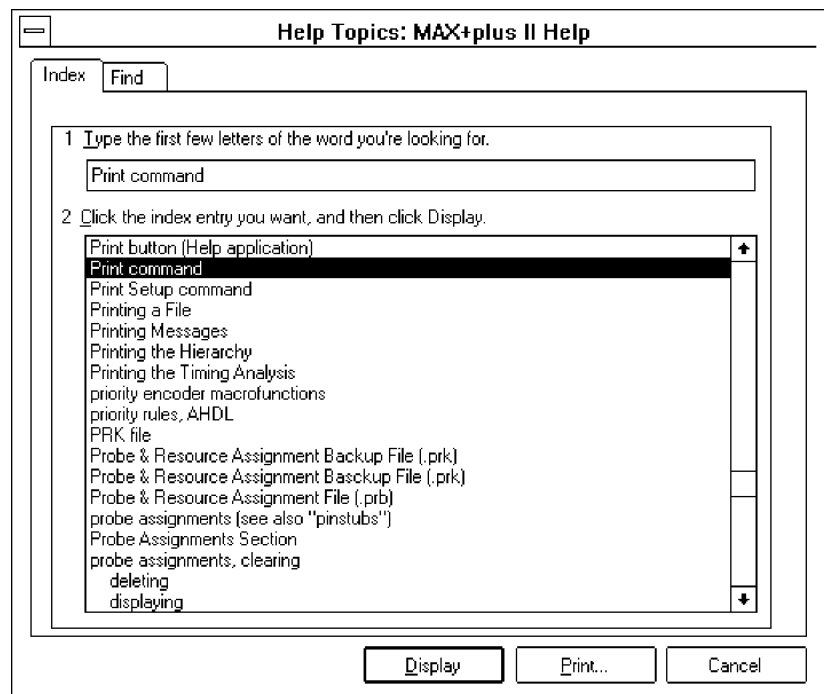 Help Topics: MAX+plus II Help
Index
Find
1 Type the first few letters of the word you're looking for.
Print command
2 Click the index entry you want, and then click Display.
Print button (Help application)
Print command
Print Setup command
Printing a File
Printing Messages
Printing the Hierarchy
Printing the Timing Analysis
priority encoder macrofunctions
priority rules, AHDL
PRK file
Probe & Resource Assignment Backup File (.prk)
Probe & Resource Assignment Basckup File (.prk)
Probe & Resource Assignment File (.prb)
probe assignments (see also "pinstubs")
Probe Assignments Section
probe assignments, clearing
deleting
displaying
Display
Print...
Cancel